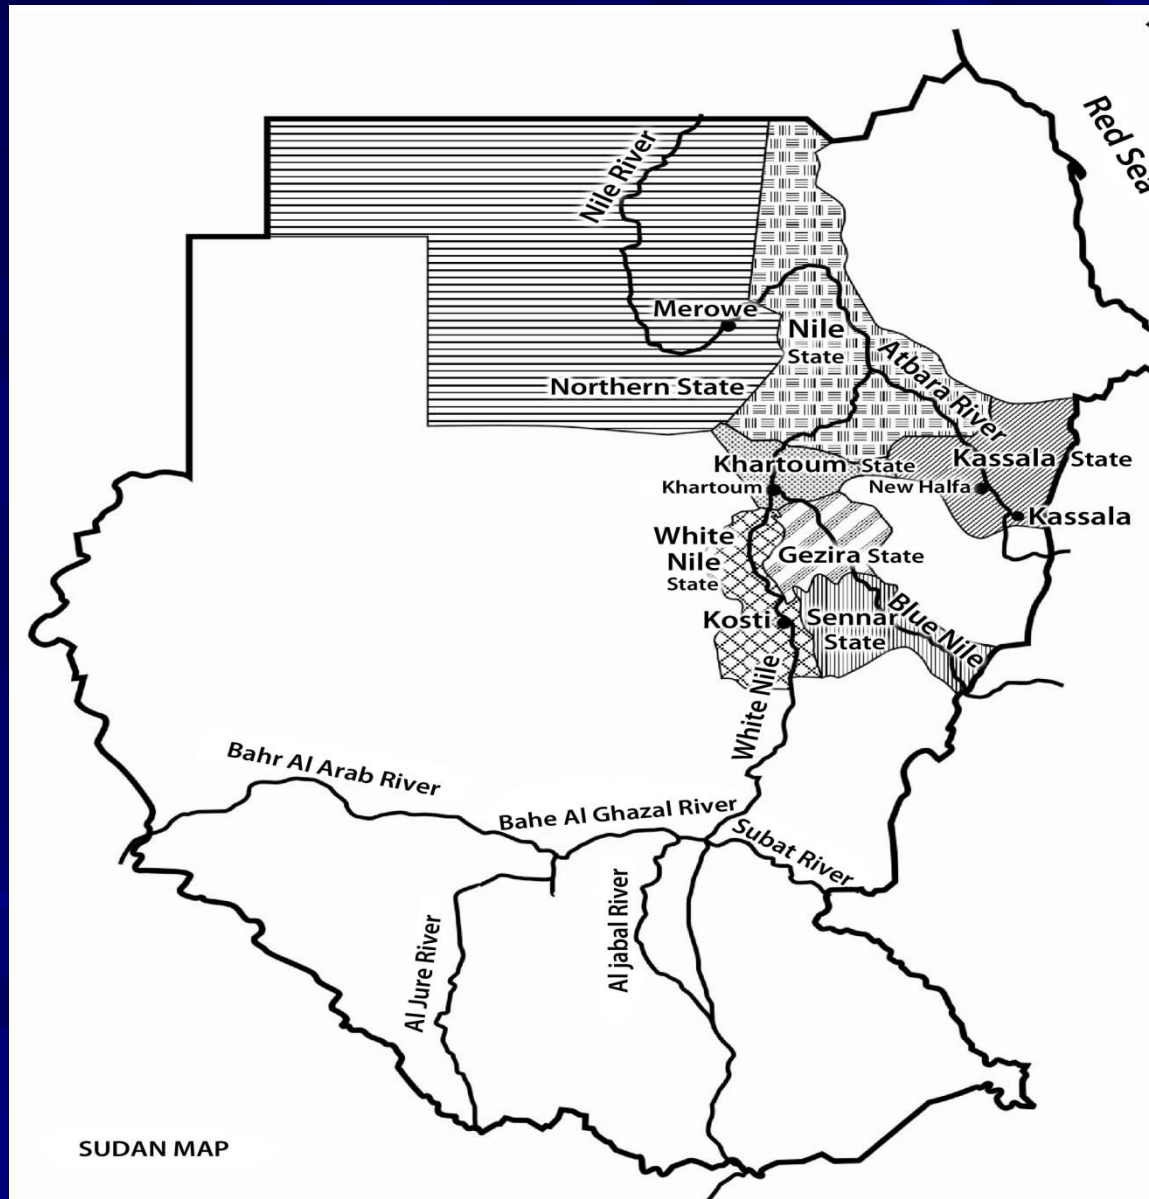 Red Sea
Nile River
Merowe
Nile
State
Atbara River
Northern State
Khartoum State
Kassala State
Khartoum
New Halfa
Kassala
White
Nile
State
Gezira State
Kosti
Sennar
State
Blue Nile
White Nile
Bahr Al Arab River
Bahe Al Ghazal River
Subat River
Al jabal River
Al Jure River
SUDAN MAP